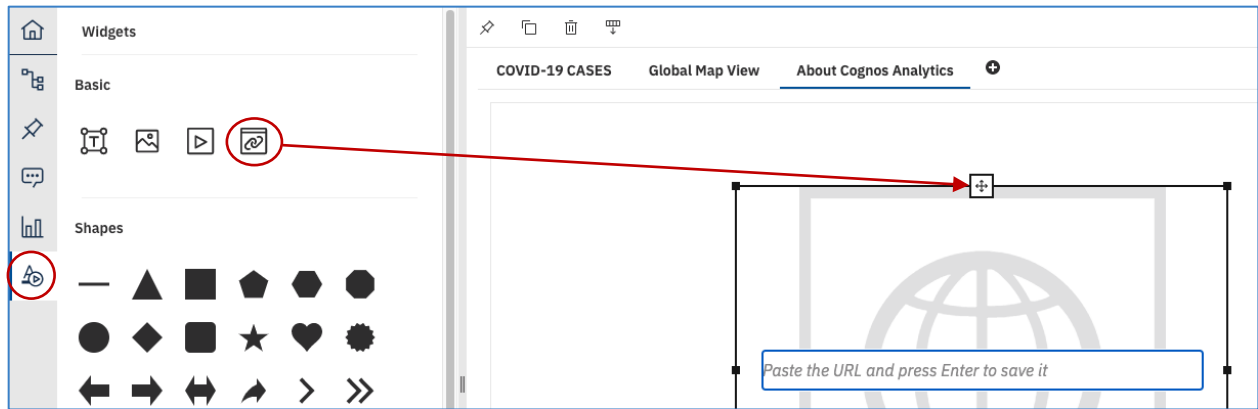 Widgets
Basic
T
Shapes
COVID-19 CASES
Global Map View
About Cognos Analytics
Paste the URL and press Enter to save it